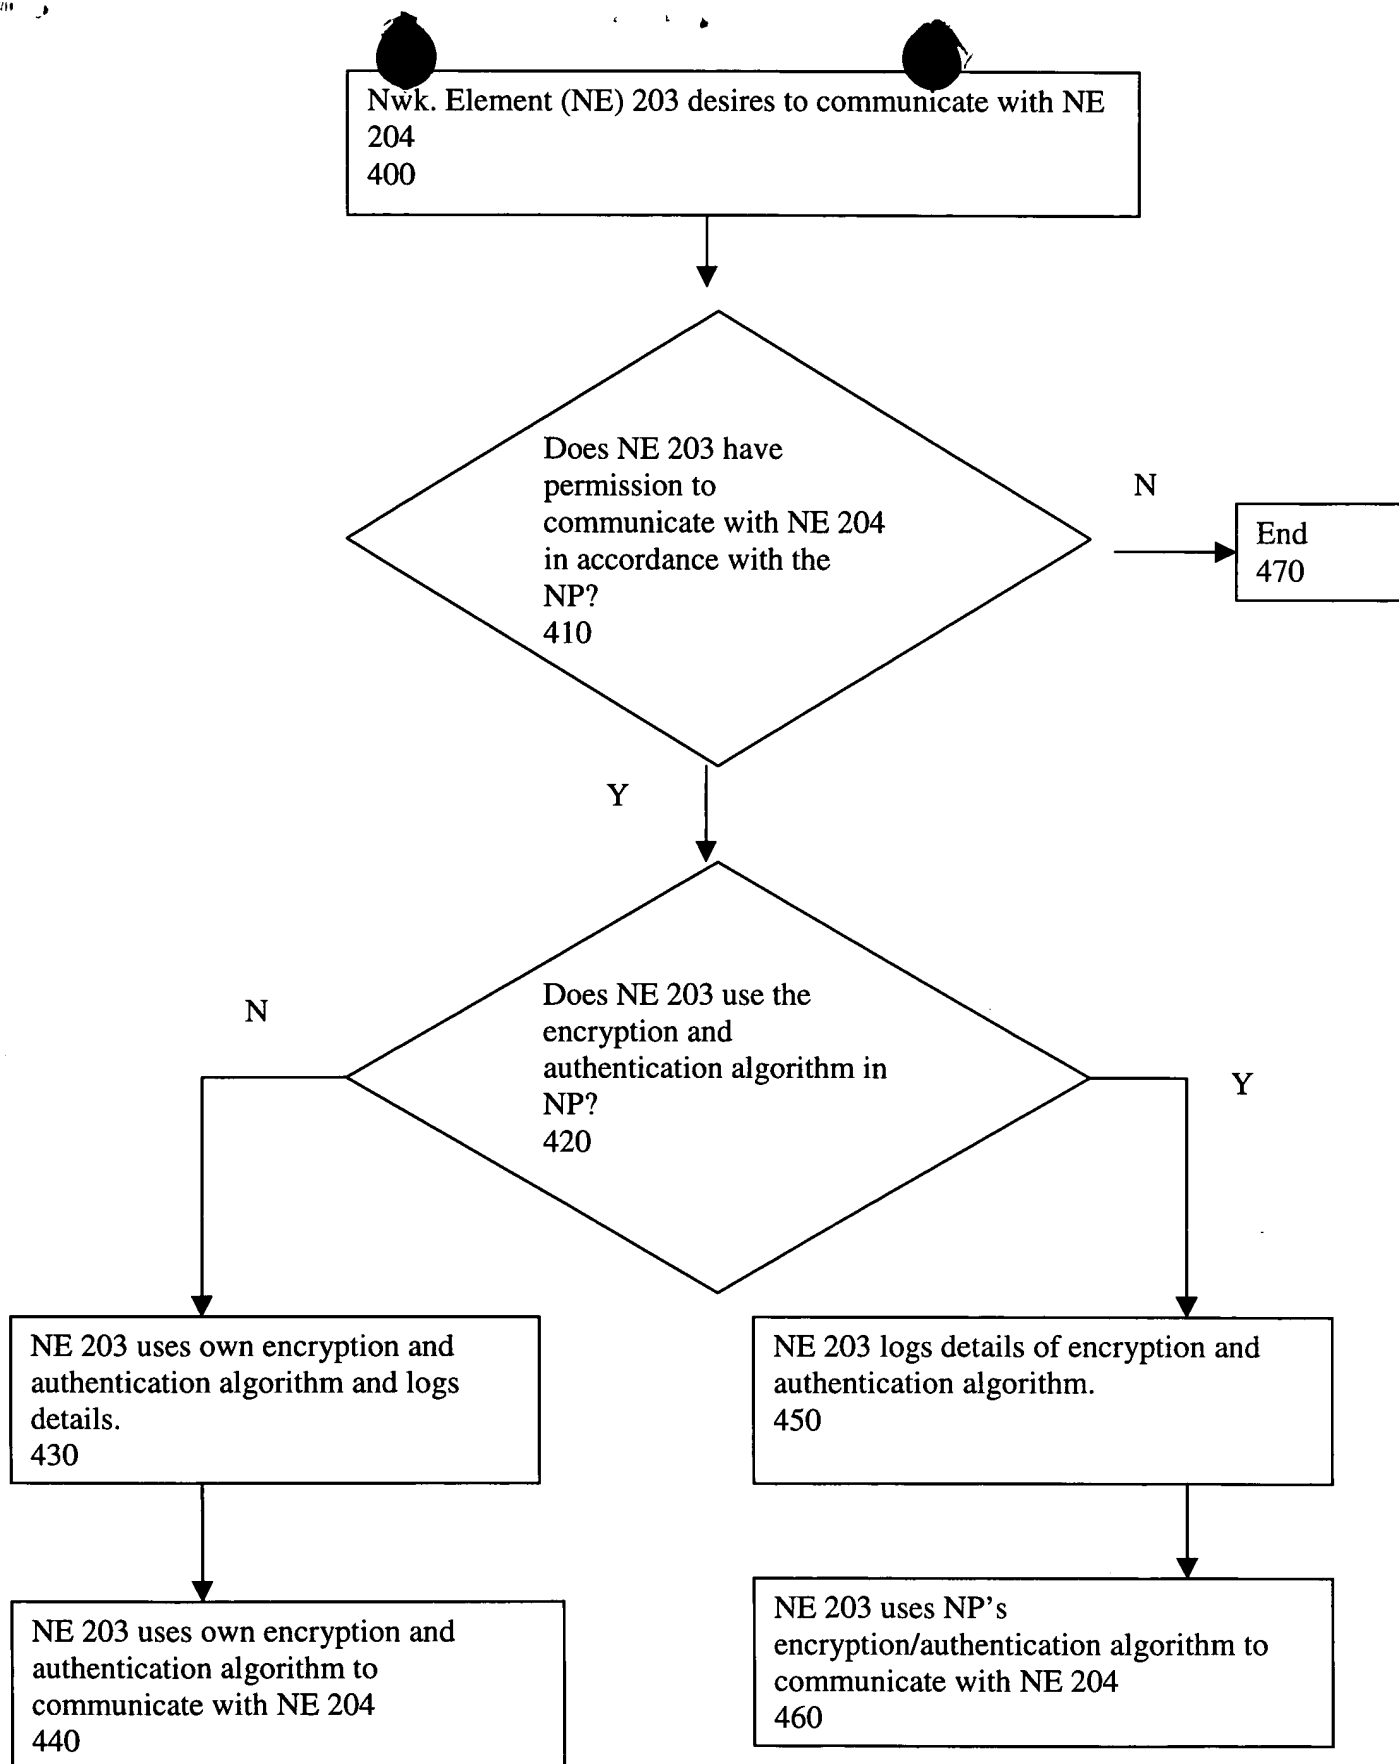 Nwk. Element (NE) 203 desires to communicate with NE
204
400
Does NE 203 have
permission to
communicate with NE 204
in accordance with the
NP?
410
N
End
470
Y
Does NE 203 use the
encryption and
authentication algorithm in
NP?
420
N
Y
NE 203 uses own encryption and
authentication algorithm and logs
details.
430
NE 203 logs details of encryption and
authentication algorithm.
450
NE 203 uses own encryption and
authentication algorithm to
communicate with NE 204
440
NE 203 uses NP's
encryption/authentication algorithm to
communicate with NE 204
460